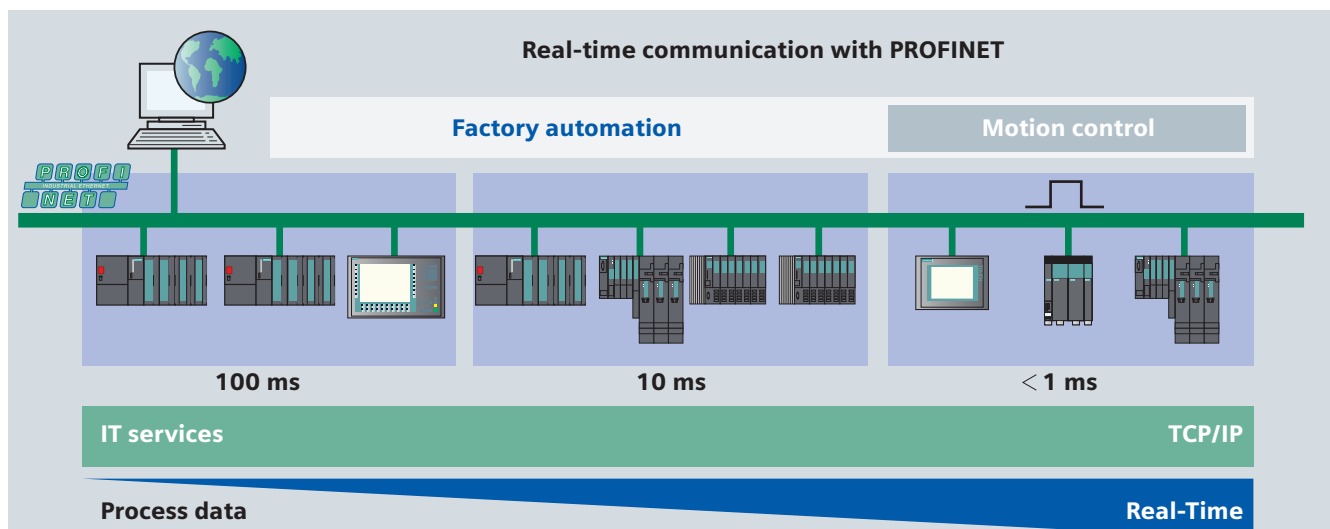 Real-time communication with PROFINET
Factory automation
Motion control
PROFI
INDUSTRIAL ETHERNET
NET
100 ms
10 ms
< 1 ms
IT services
TCP/IP
Process data
Real-Time